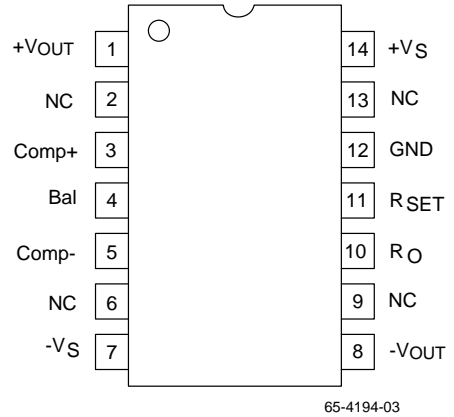 +VOUT 1 14 +VS
NC 2 13 NC
Comp+ 3 12 GND
Bal 4 11 RSET
Comp- 5 10 RO
NC 6 9 NC
-VS 7 8 -VOUT
65-4194-03